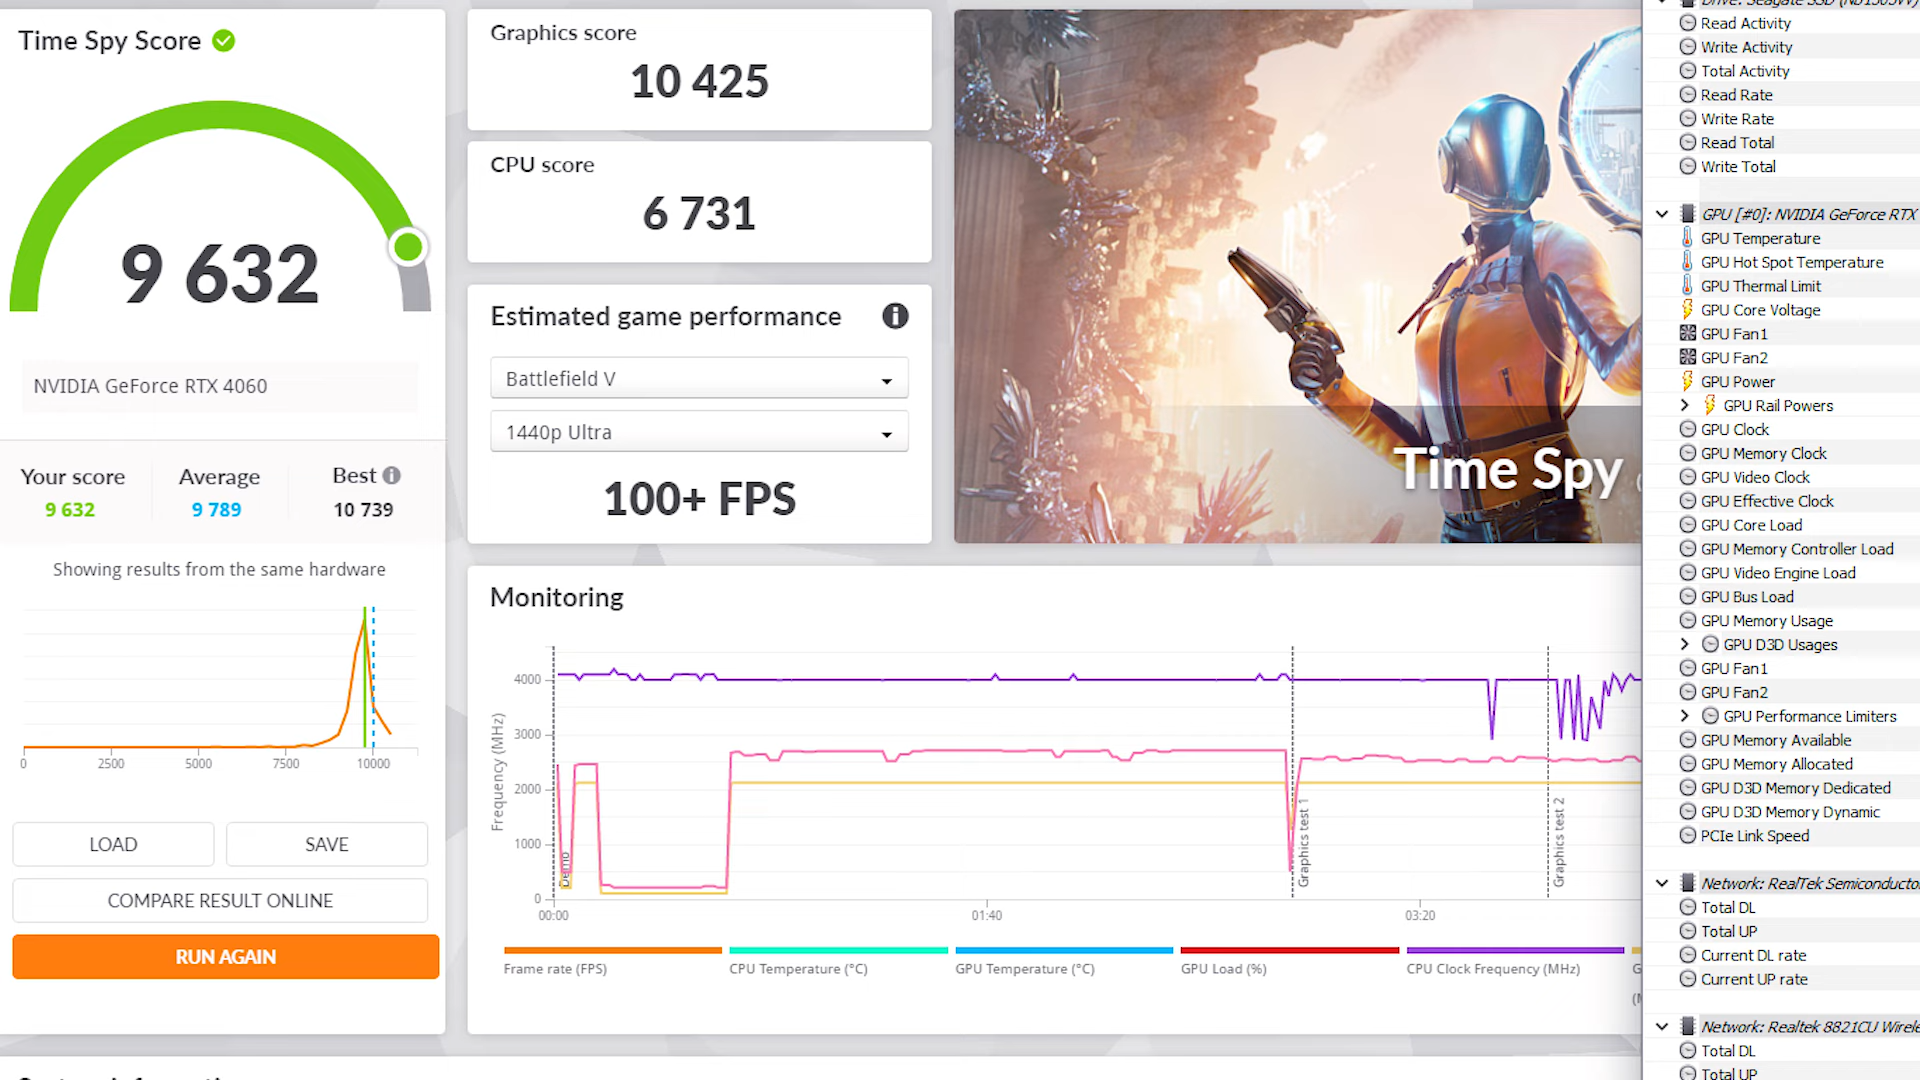 Time Spy Score
9 632
NVIDIA GeForce RTX 4060
Your score
Average
Best
9 632
9 789
10 739
Showing results from the same hardware
0
2500
5000
7500
10000
LOAD
SAVE
COMPARE RESULT ONLINE
RUN AGAIN
Graphics score
10 425
CPU score
6 731
Estimated game performance
Battlefield V
1440p Ultra
100+ FPS
Time Spy
Monitoring
Frequency (MHz)
4000
3000
2000
1000
0
Demo
Graphics test 1
Graphics test 2
00:00
01:40
03:20
Frame rate (FPS)
CPU Temperature (°C)
GPU Temperature (°C)
GPU Load (%)
CPU Clock Frequency (MHz)
Drive: Seagate SSD
Read Activity
Write Activity
Total Activity
Read Rate
Write Rate
Read Total
Write Total
GPU [#0]: NVIDIA GeForce RTX
GPU Temperature
GPU Hot Spot Temperature
GPU Thermal Limit
GPU Core Voltage
GPU Fan1
GPU Fan2
GPU Power
GPU Rail Powers
GPU Clock
GPU Memory Clock
GPU Video Clock
GPU Effective Clock
GPU Core Load
GPU Memory Controller Load
GPU Video Engine Load
GPU Bus Load
GPU Memory Usage
GPU D3D Usages
GPU Fan1
GPU Fan2
GPU Performance Limiters
GPU Memory Available
GPU Memory Allocated
GPU D3D Memory Dedicated
GPU D3D Memory Dynamic
PCIe Link Speed
Network: RealTek Semiconducto
Total DL
Total UP
Current DL rate
Current UP rate
Network: Realtek 8821CU Wirele
Total DL
Total UP